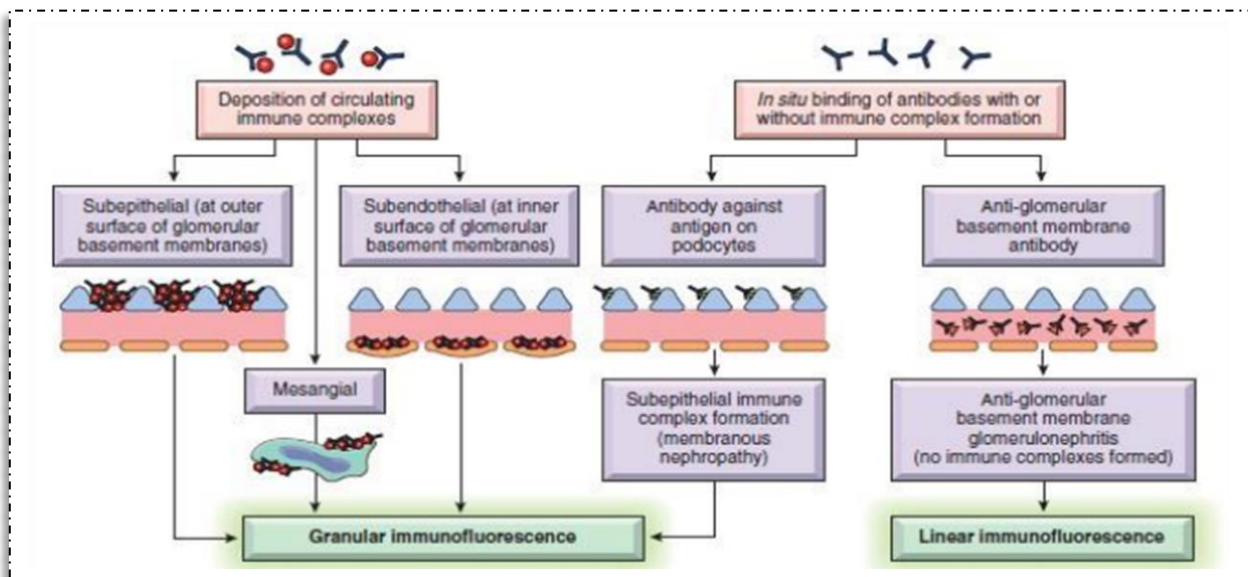 Deposition of circulating
immune complexes
In situ binding of antibodies with or
without immune complex formation
Subepithelial (at outer
surface of glomerular
basement membranes)
Subendothelial (at inner
surface of glomerular
basement membranes)
Antibody against
antigen on
podocytes
Anti-glomerular
basement membrane
antibody
Mesangial
Subepithelial immune
complex formation
(membranous
nephropathy)
Anti-glomerular
basement membrane
glomerulonephritis
(no immune complexes formed)
Granular immunofluorescence
Linear immunofluorescence